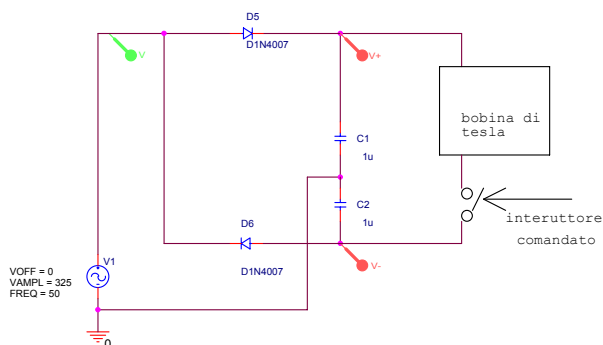 D5
D1N4007
V
V+
C1
1u
bobina di
tesla
C2
1u
interuttore
comandato
D6
D1N4007
V-
V1
VOFF = 0
VAMPL = 325
FREQ = 50
0